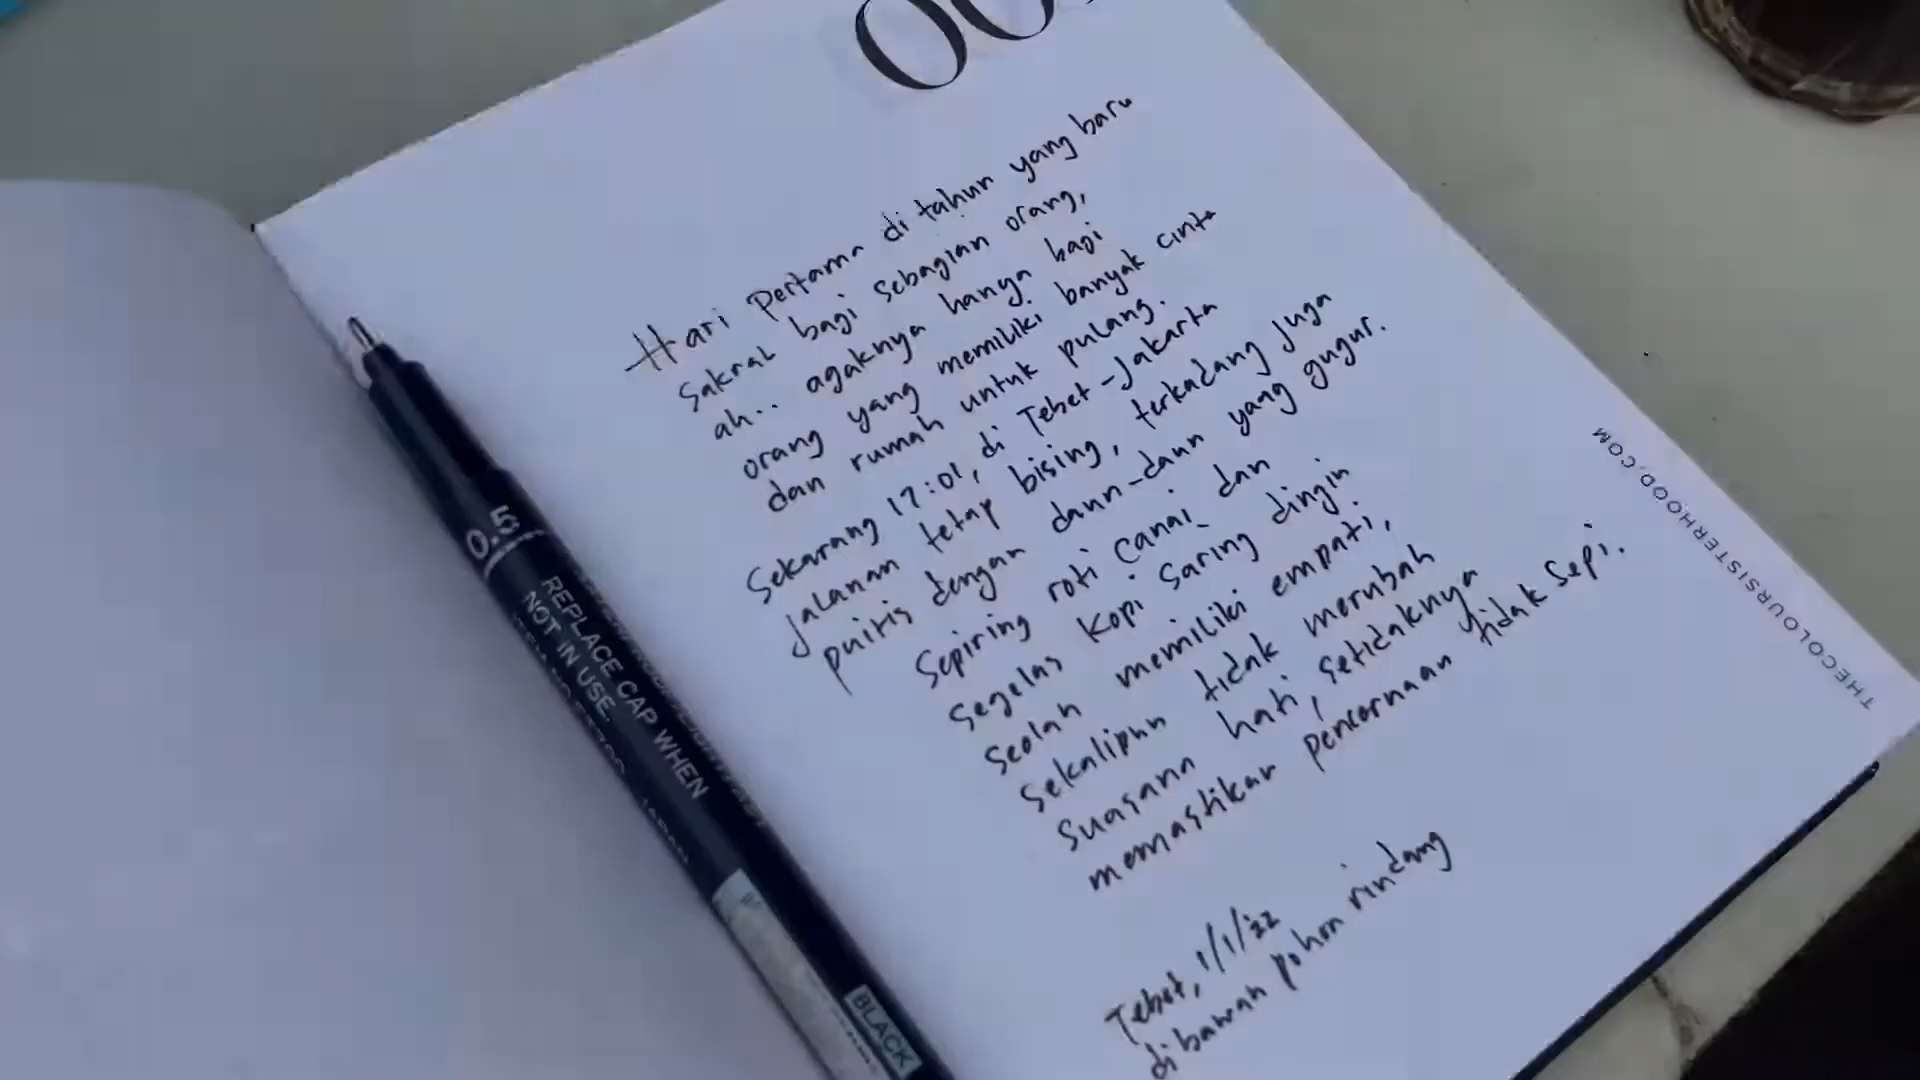 Hari Pertama di tahun yang baru
Sakral bagi sebagian orang,
ah.. agaknya hanya bagi
orang yang memiliki banyak cinta
dan rumah untuk pulang.
Sekarang 17:01, di Tebet-Jakarta
jalanan tetap bising, terkadang juga
puitis dengan daun-daun yang gugur.
Sepiring roti canai dan
segelas kopi saring dingin
seolah memiliki empati,
sekalipun tidak merubah
suasana hati, setidaknya
memastikan pencernaan tidak sepi.
Tebet, 1/1/22
di bawah pohon rindang
THECOLOURSISTERHOOD.COM
0.5
REPLACE CAP WHEN
NOT IN USE.
JAPAN
BLACK